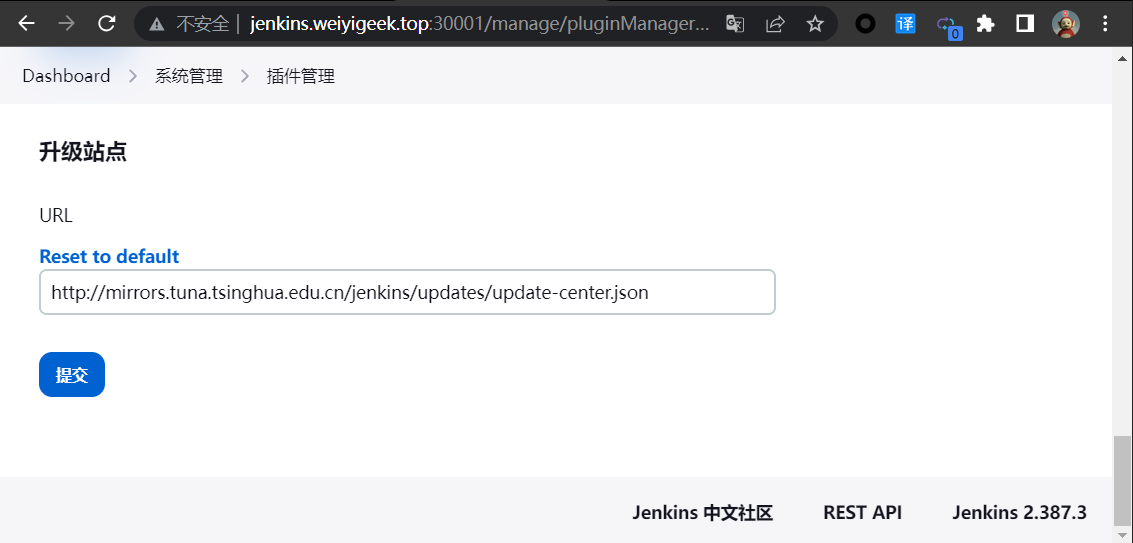 不安全 | jenkins.weiyigeek.top:30001/manage/pluginManager...
译
0
Dashboard 系统管理 插件管理
升级站点
URL
Reset to default
http://mirrors.tuna.tsinghua.edu.cn/jenkins/updates/update-center.json
提交
Jenkins 中文社区 REST API Jenkins 2.387.3